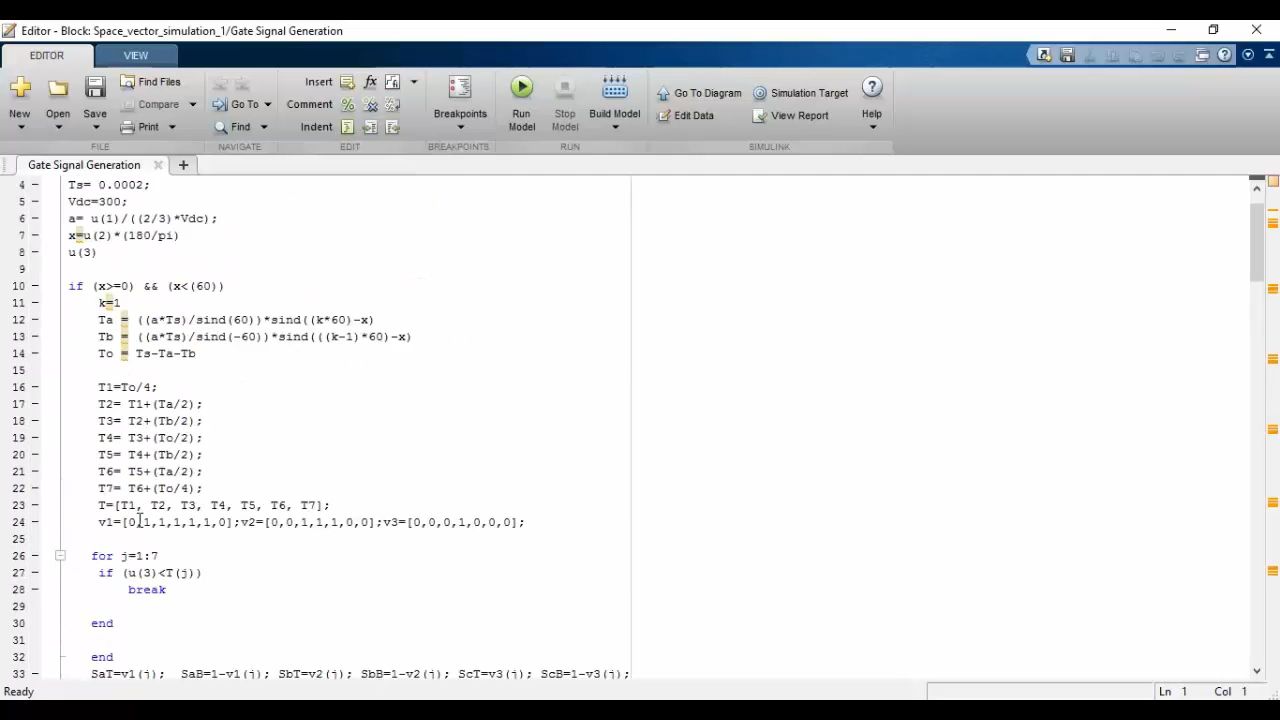 Editor - Block: Space_vector_simulation_1/Gate Signal Generation
EDITOR VIEW
New Open Save Find Files Compare Print
Go To Find
Insert fx
Comment
Indent
Breakpoints
Run Model Stop Model Build Model
Go To Diagram Simulation Target
Edit Data View Report
Help
FILE NAVIGATE EDIT BREAKPOINTS RUN SIMULINK
Gate Signal Generation
4 Ts= 0.0002;
5 Vdc=300;
6 a= u(1)/((2/3)*Vdc);
7 x=u(2)*(180/pi)
8 u(3)
9
10 if (x>=0) && (x<(60))
11 k=1
12 Ta = ((a*Ts)/sind(60))*sind((k*60)-x)
13 Tb = ((a*Ts)/sind(-60))*sind(((k-1)*60)-x)
14 To = Ts-Ta-Tb
15
16 T1=To/4;
17 T2= T1+(Ta/2);
18 T3= T2+(Tb/2);
19 T4= T3+(To/2);
20 T5= T4+(Tb/2);
21 T6= T5+(Ta/2);
22 T7= T6+(To/4);
23 T=[T1, T2, T3, T4, T5, T6, T7];
24 v1=[0,1,1,1,1,1,0];v2=[0,0,1,1,1,0,0];v3=[0,0,0,1,0,0,0];
25
26 for j=1:7
27 if (u(3)<T(j))
28 break
29
30 end
31
32 end
33 SaT=v1(j); SaB=1-v1(j); SbT=v2(j); SbB=1-v2(j); ScT=v3(j); ScB=1-v3(j);
Ready Ln 1 Col 1